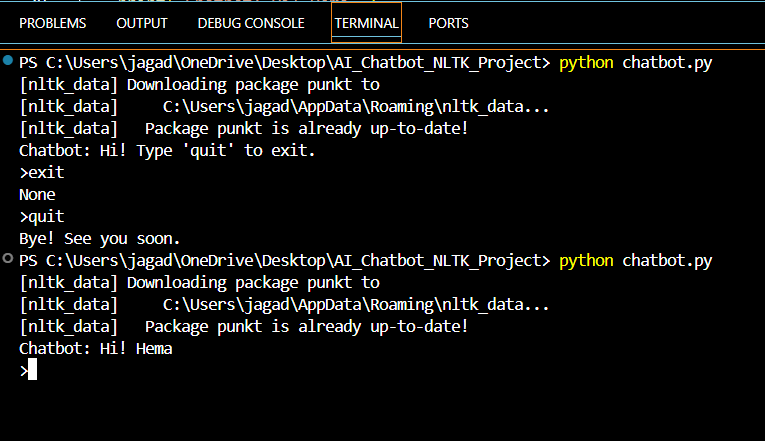 PROBLEMS OUTPUT DEBUG CONSOLE TERMINAL PORTS
PS C:\Users\jagad\OneDrive\Desktop\AI_Chatbot_NLTK_Project> python chatbot.py
[nltk_data] Downloading package punkt to
[nltk_data]     C:\Users\jagad\AppData\Roaming\nltk_data...
[nltk_data]   Package punkt is already up-to-date!
Chatbot: Hi! Type 'quit' to exit.
>exit
None
>quit
Bye! See you soon.
PS C:\Users\jagad\OneDrive\Desktop\AI_Chatbot_NLTK_Project> python chatbot.py
[nltk_data] Downloading package punkt to
[nltk_data]     C:\Users\jagad\AppData\Roaming\nltk_data...
[nltk_data]   Package punkt is already up-to-date!
Chatbot: Hi! Hema
>